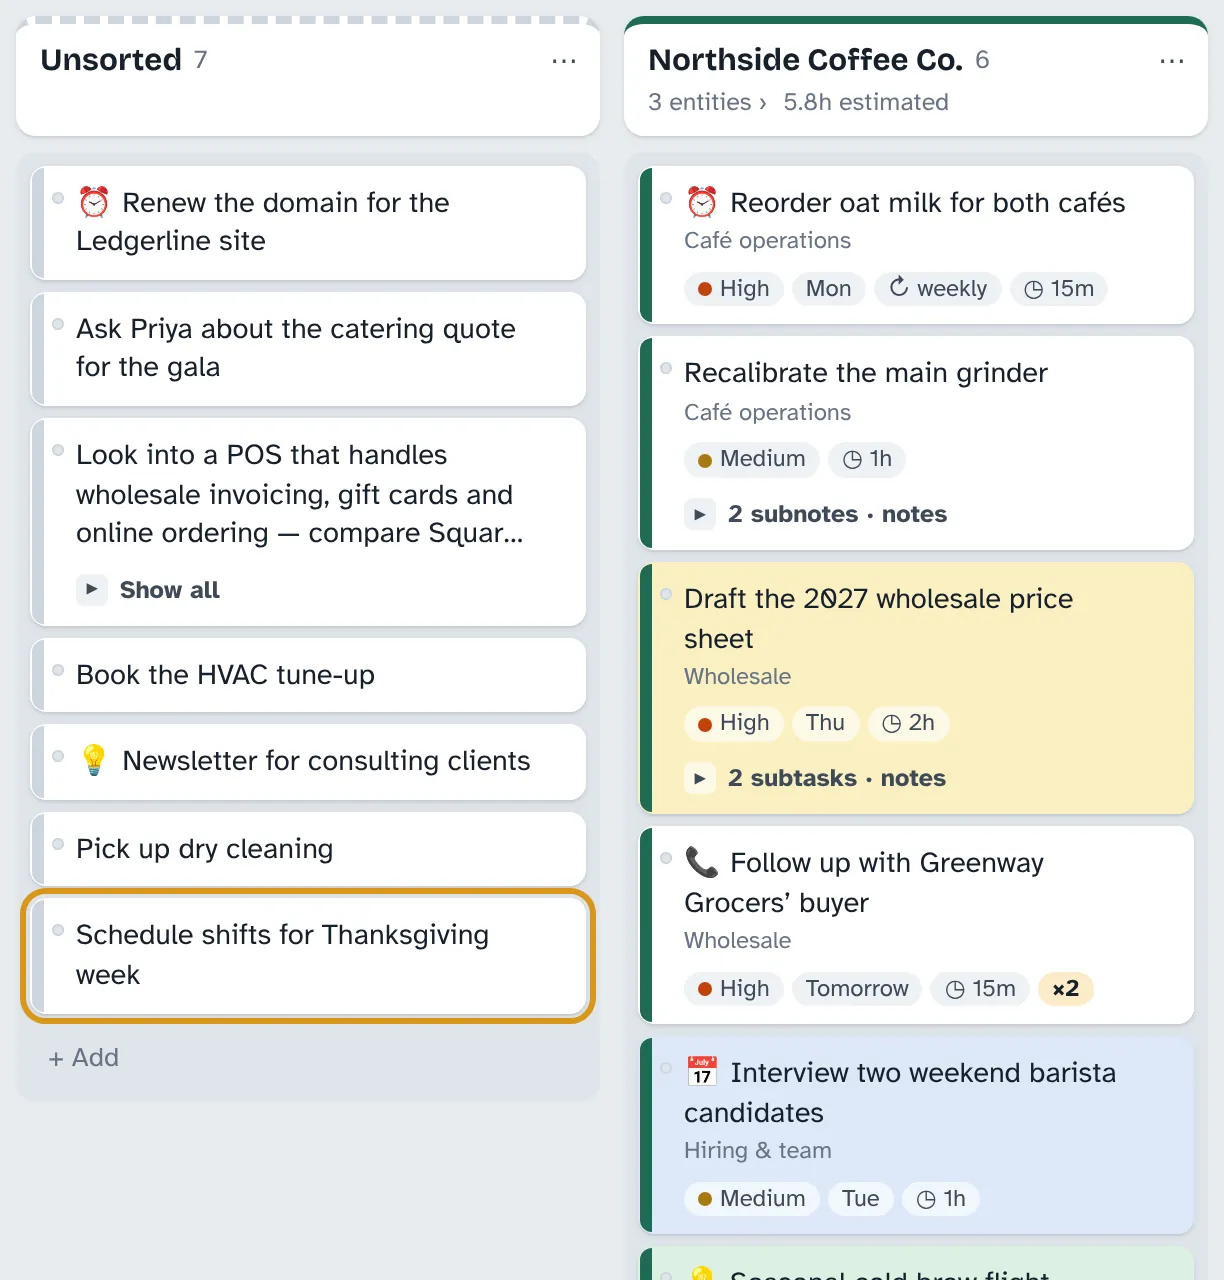 Unsorted 7
...
Renew the domain for the
Ledgerline site
Ask Priya about the catering quote
for the gala
Look into a POS that handles
wholesale invoicing, gift cards and
online ordering — compare Squar...
Show all
Book the HVAC tune-up
Newsletter for consulting clients
Pick up dry cleaning
Schedule shifts for Thanksgiving
week
+ Add
Northside Coffee Co. 6
...
3 entities › 5.8h estimated
Reorder oat milk for both cafés
Café operations
High Mon weekly 15m
Recalibrate the main grinder
Café operations
Medium 1h
2 subnotes · notes
Draft the 2027 wholesale price
sheet
Wholesale
High Thu 2h
2 subtasks · notes
Follow up with Greenway
Grocers’ buyer
Wholesale
High Tomorrow 15m ×2
Interview two weekend barista
candidates
Hiring & team
Medium Tue 1h
Seasonal cold brew flight